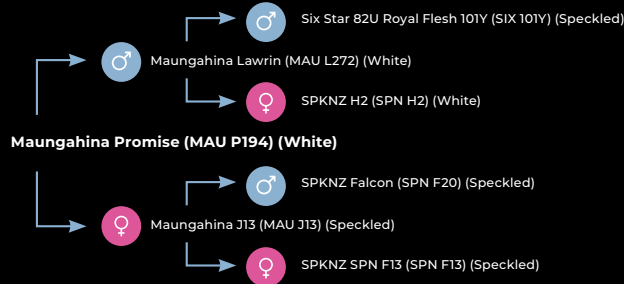 Six Star 82U Royal Flesh 101Y (SIX 101Y) (Speckled)
Maungahina Lawrin (MAU L272) (White)
SPKNZ H2 (SPN H2) (White)
Maungahina Promise (MAU P194) (White)
SPKNZ Falcon (SPN F20) (Speckled)
Maungahina J13 (MAU J13) (Speckled)
SPKNZ SPN F13 (SPN F13) (Speckled)